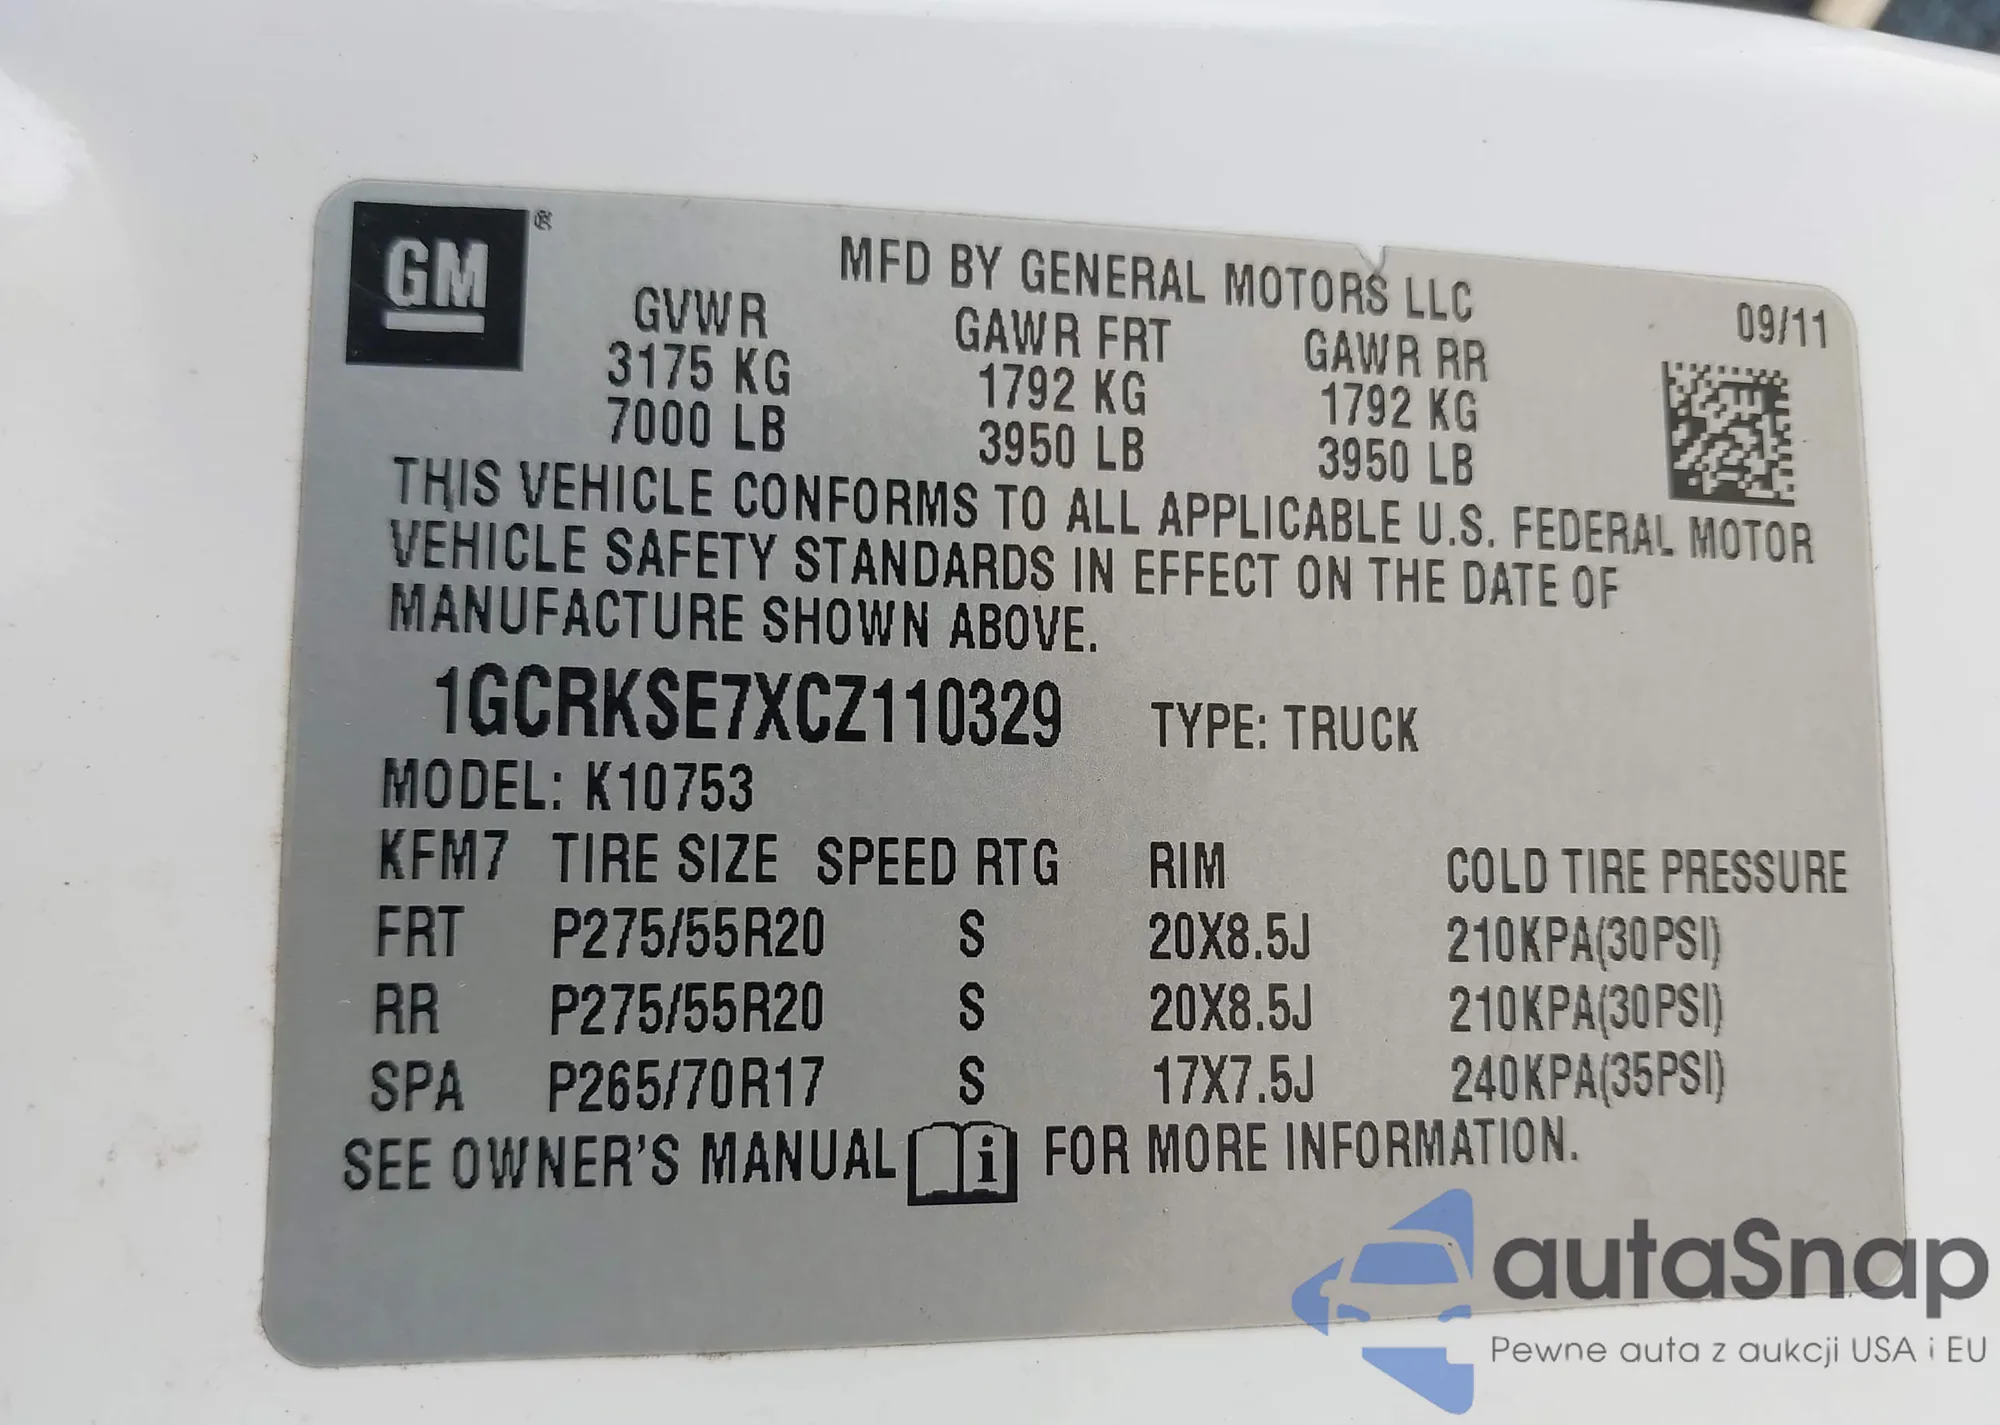 GM ®
MFD BY GENERAL MOTORS LLC
09/11
GVWR GAWR FRT GAWR RR
3175 KG 1792 KG 1792 KG
7000 LB 3950 LB 3950 LB
THIS VEHICLE CONFORMS TO ALL APPLICABLE U.S. FEDERAL MOTOR
VEHICLE SAFETY STANDARDS IN EFFECT ON THE DATE OF
MANUFACTURE SHOWN ABOVE.
1GCRKSE7XCZ110329 TYPE: TRUCK
MODEL: K10753
KFM7 TIRE SIZE SPEED RTG RIM COLD TIRE PRESSURE
FRT P275/55R20 S 20X8.5J 210KPA(30PSI)
RR P275/55R20 S 20X8.5J 210KPA(30PSI)
SPA P265/70R17 S 17X7.5J 240KPA(35PSI)
SEE OWNER'S MANUAL i FOR MORE INFORMATION.
autaSnap
Pewne auta z aukcji USA i EU